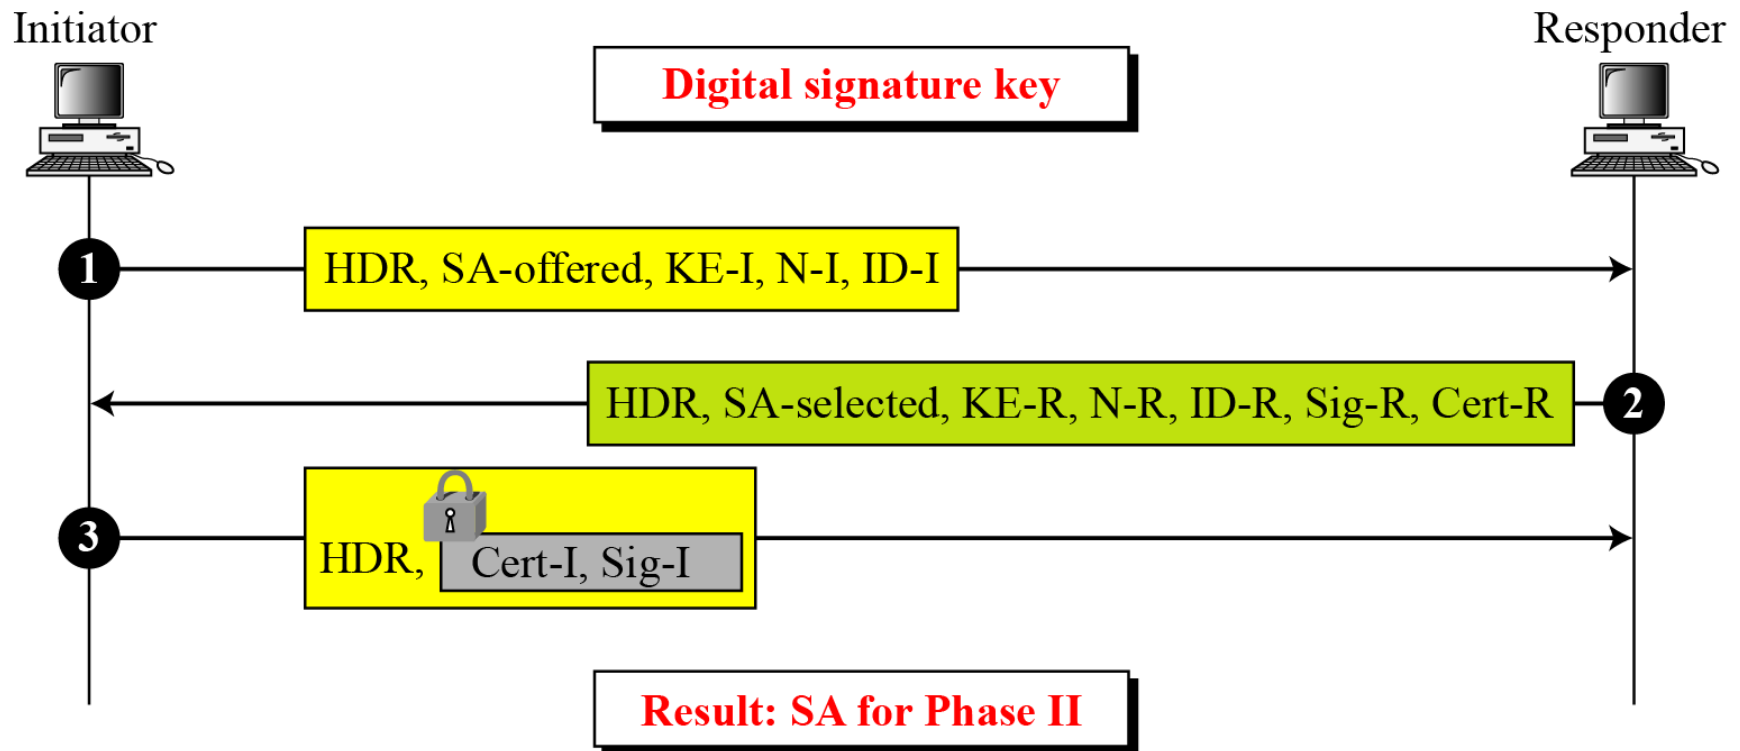 Initiator
Responder
Digital signature key
1
HDR, SA-offered, KE-I, N-I, ID-I
HDR, SA-selected, KE-R, N-R, ID-R, Sig-R, Cert-R
2
3
HDR, Cert-I, Sig-I
Result: SA for Phase II